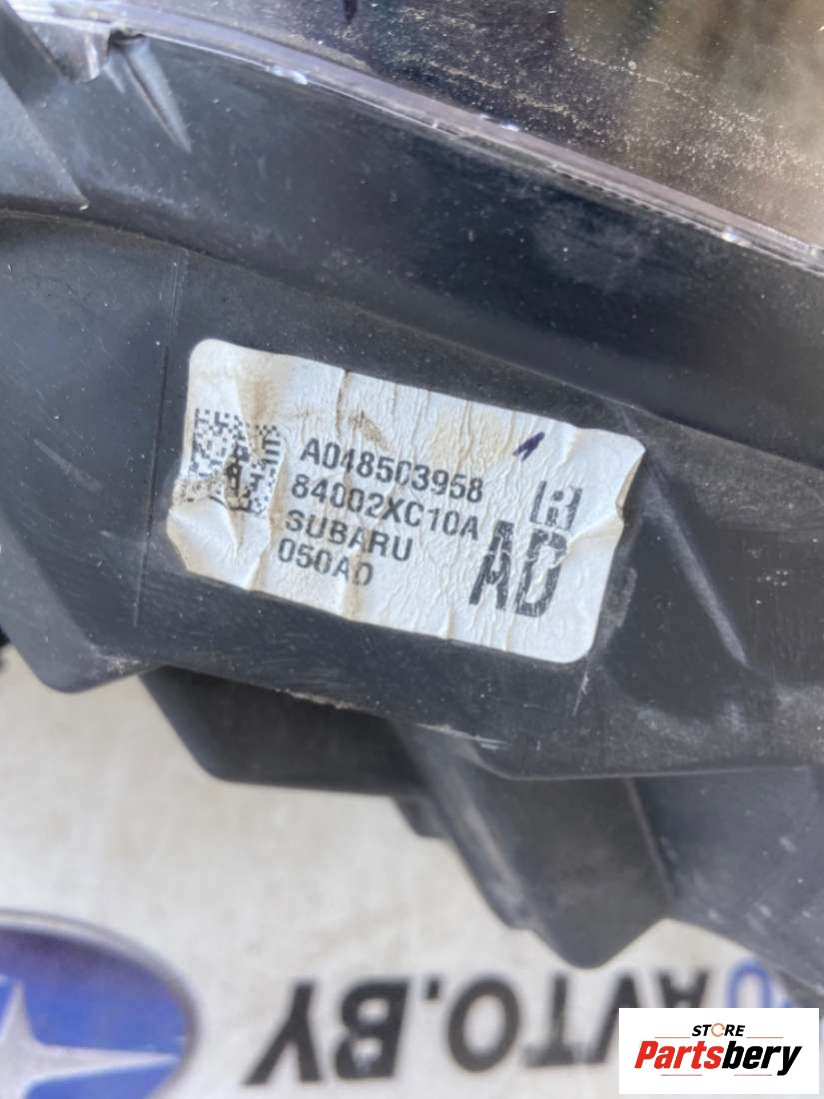 A048503958
84002XC10A
SUBARU
050AD
R
AD
AVTO.BY
STORE
Partsbery